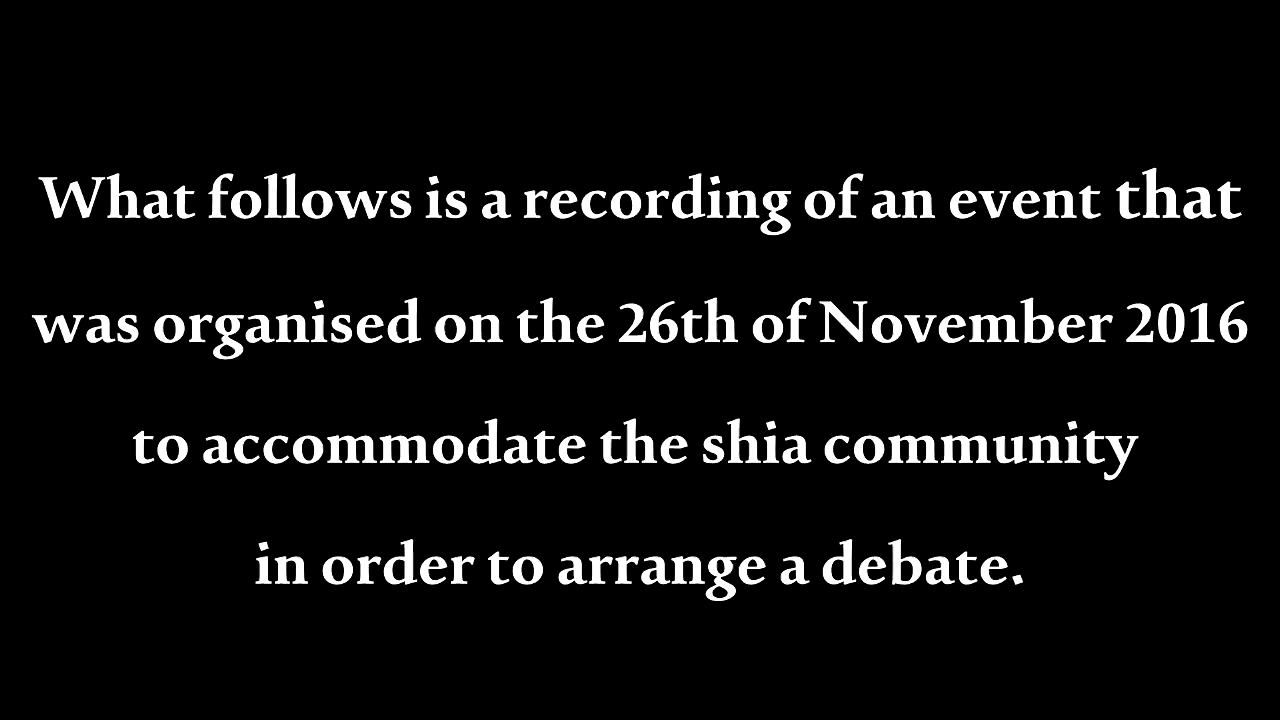 What follows is a recording of an event that
was organised on the 26th of November 2016
to accommodate the shia community
in order to arrange a debate.